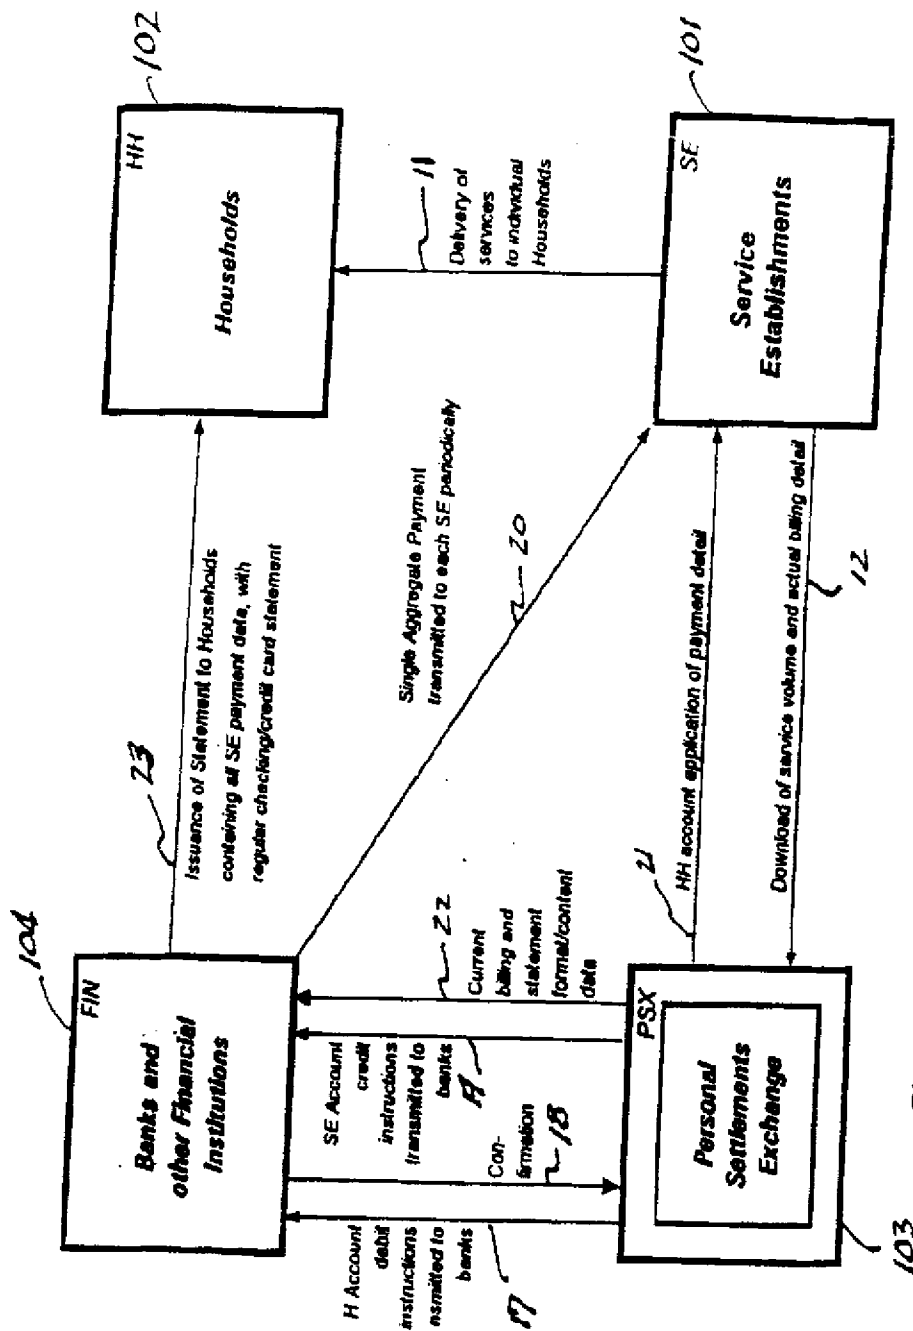 104
FIN
Banks and
other Financial
Institutions
23
Issuance of Statement to Households
containing all SE payment data, with
regular checking/credit card statement
102
HH
Households
H Account
debit
instructions
nsmitted to
banks
17
Con-
firmation
18
SE Account
credit
instructions
transmitted to
banks
22
Current
billing and
statement
format/content
data
Single Aggregate Payment
transmitted to each SE periodically
20
11
Delivery of
services
to individual
Households
103
PSX
Personal
Settlements
Exchange
21
HH account application of payment detail
Download of service volume and actual billing detail
12
101
SE
Service
Establishments